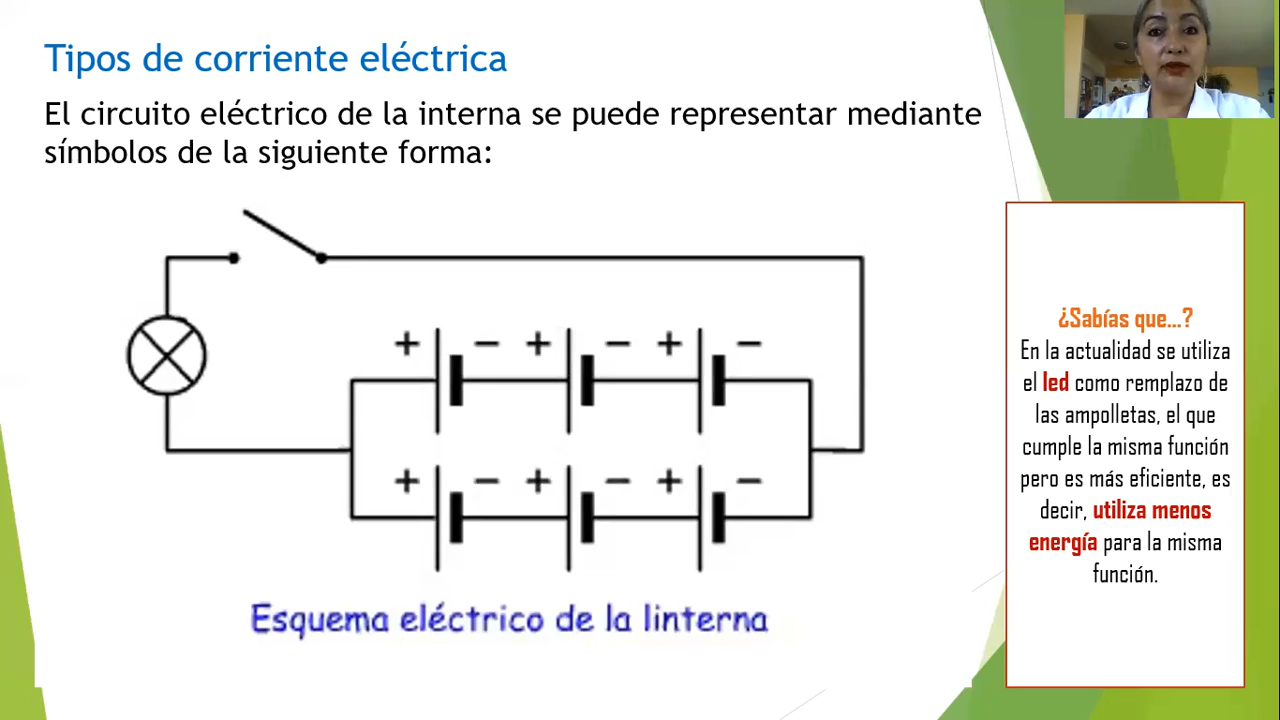 Tipos de corriente eléctrica
El circuito eléctrico de la interna se puede representar mediante
símbolos de la siguiente forma:
+ − + − + −
+ − + − + −
Esquema eléctrico de la linterna
¿Sabías que...?
En la actualidad se utiliza
el led como remplazo de
las ampolletas, el que
cumple la misma función
pero es más eficiente, es
decir, utiliza menos
energía para la misma
función.